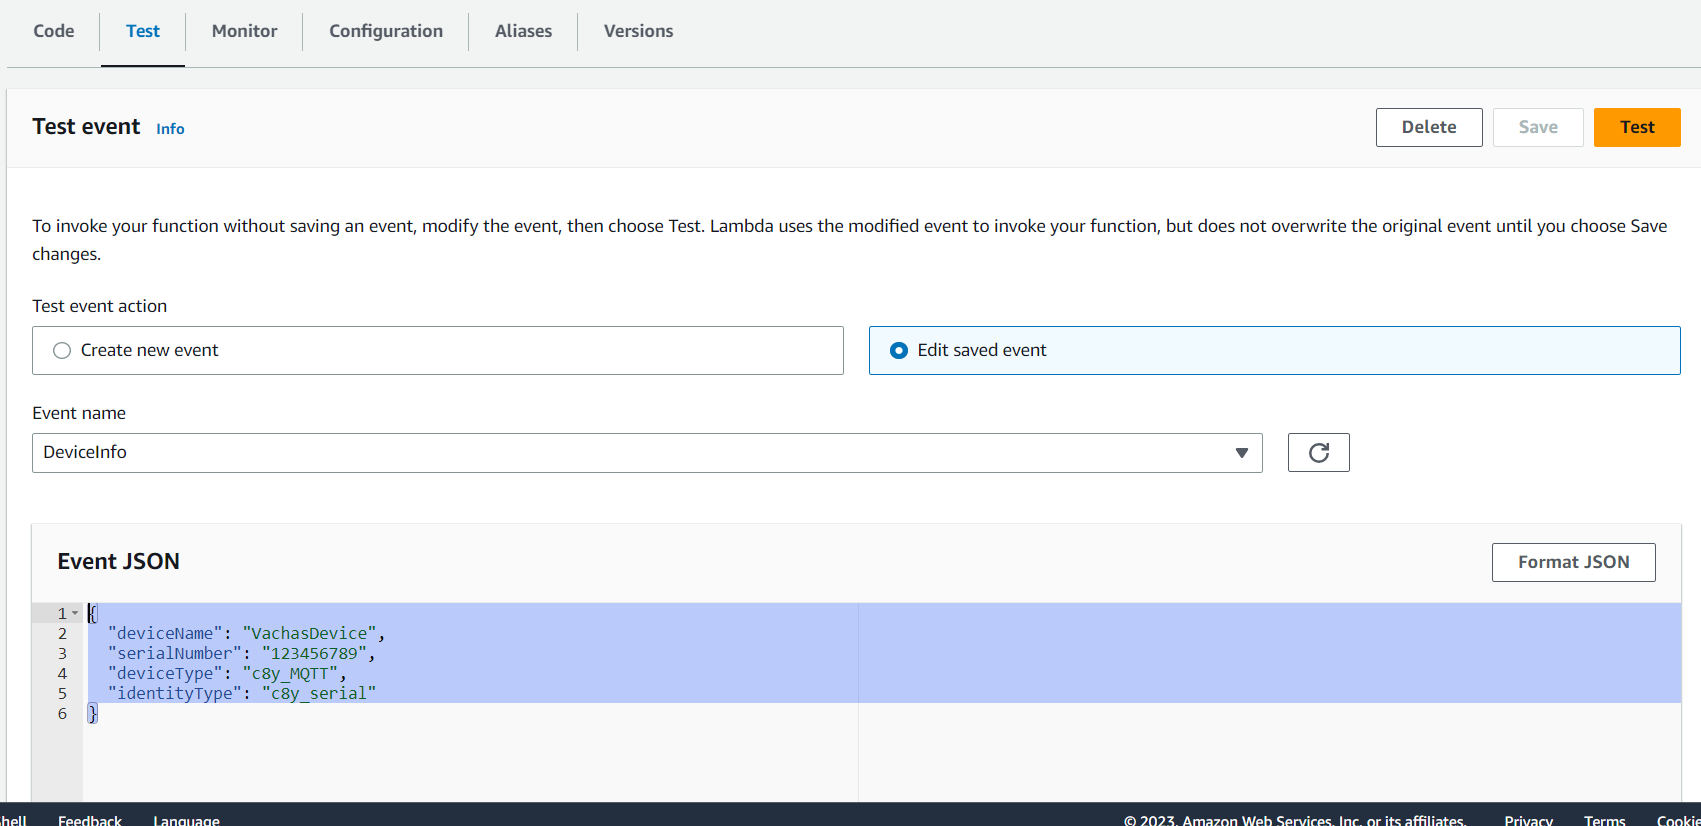 Code Test Monitor Configuration Aliases Versions
Test event Info Delete Save Test
To invoke your function without saving an event, modify the event, then choose Test. Lambda uses the modified event to invoke your function, but does not overwrite the original event until you choose Save
changes.
Test event action
Create new event Edit saved event
Event name
DeviceInfo
Event JSON Format JSON
1 {
2 "deviceName": "VachasDevice",
3 "serialNumber": "123456789",
4 "deviceType": "c8y_MQTT",
5 "identityType": "c8y_serial"
6 }
hell Feedback Language © 2023, Amazon Web Services, Inc. or its affiliates. Privacy Terms Cookie